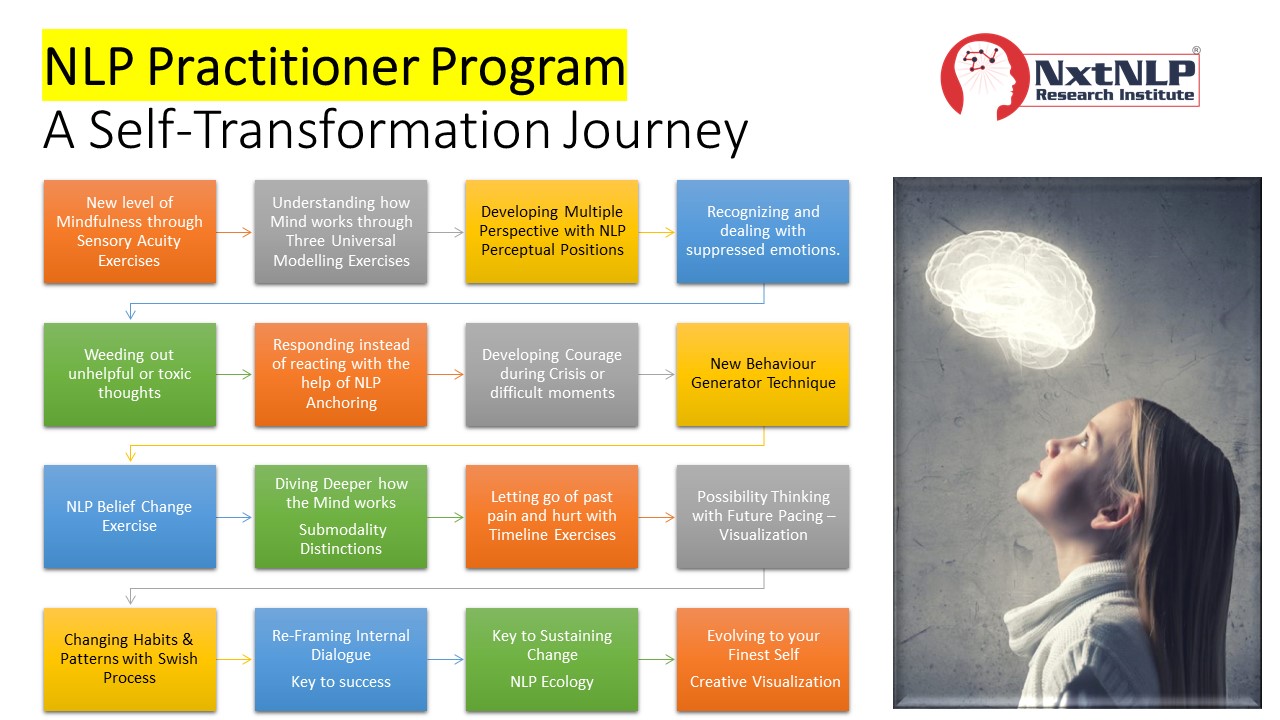 NLP Practitioner Program
A Self-Transformation Journey
®
NxtNLP
Research Institute
New level of
Mindfulness through
Sensory Acuity
Exercises
Understanding how
Mind works through
Three Universal
Modelling Exercises
Developing Multiple
Perspective with NLP
Perceptual Positions
Recognizing and
dealing with
suppressed emotions.
Weeding out
unhelpful or toxic
thoughts
Responding instead
of reacting with the
help of NLP
Anchoring
Developing Courage
during Crisis or
difficult moments
New Behaviour
Generator Technique
NLP Belief Change
Exercise
Diving Deeper how
the Mind works
Submodality
Distinctions
Letting go of past
pain and hurt with
Timeline Exercises
Possibility Thinking
with Future Pacing –
Visualization
Changing Habits &
Patterns with Swish
Process
Re-Framing Internal
Dialogue
Key to success
Key to Sustaining
Change
NLP Ecology
Evolving to your
Finest Self
Creative Visualization